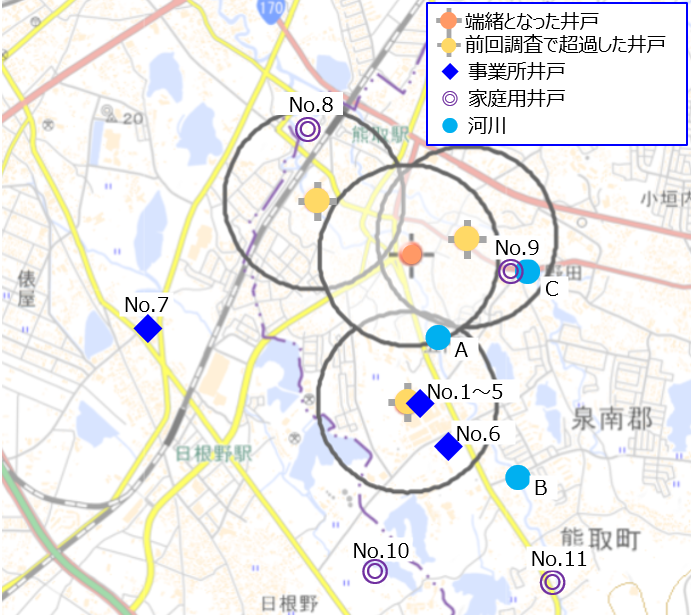 170
端緒となった井戸
前回調査で超過した井戸
事業所井戸
家庭用井戸
河川
20
No.8
熊取駅
小垣内
No.9
野田
C
俵屋
No.7
A
No.1～5
泉南郡
No.6
日根野駅
B
熊取町
No.10
No.11
日根野